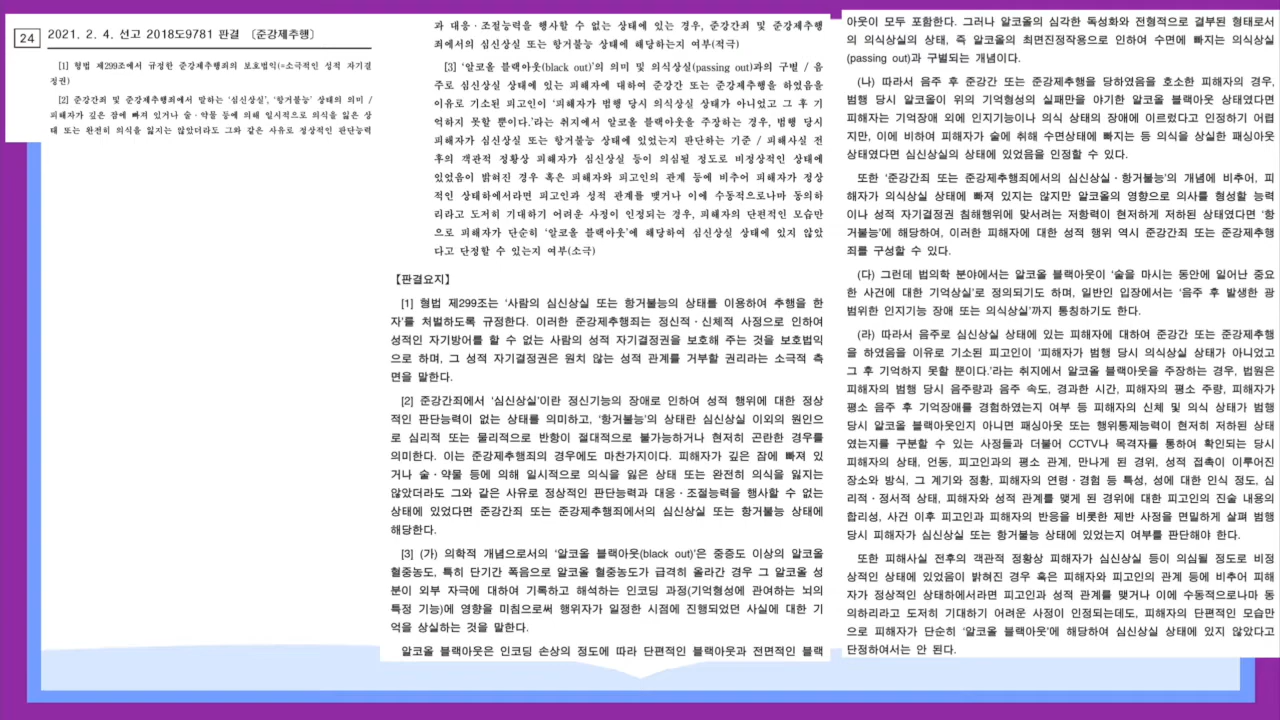 24
2021. 2. 4. 선고 2018도9781 판결 〔준강제추행〕
[1] 형법 제299조에서 규정한 준강제추행죄의 보호법익(=소극적인 성적 자기결
정권)
[2] 준강간죄 및 준강제추행죄에서 말하는 ‘심신상실’, ‘항거불능’ 상태의 의미 /
피해자가 깊은 잠에 빠져 있거나 술·약물 등에 의해 일시적으로 의식을 잃은 상
태 또는 완전히 의식을 잃지는 않았더라도 그와 같은 사유로 정상적인 판단능력
과 대응·조절능력을 행사할 수 없는 상태에 있는 경우, 준강간죄 및 준강제추행
죄에서의 심신상실 또는 항거불능 상태에 해당하는지 여부(적극)
[3] ‘알코올 블랙아웃(black out)’의 의미 및 의식상실(passing out)과의 구별 / 음
주로 심신상실 상태에 있는 피해자에 대하여 준강간 또는 준강제추행을 하였음을
이유로 기소된 피고인이 ‘피해자가 범행 당시 의식상실 상태가 아니었고 그 후 기
억하지 못할 뿐이다.’라는 취지에서 알코올 블랙아웃을 주장하는 경우, 범행 당시
피해자가 심신상실 또는 항거불능 상태에 있었는지 판단하는 기준 / 피해사실 전
후의 객관적 정황상 피해자가 심신상실 등이 의심될 정도로 비정상적인 상태에
있었음이 밝혀진 경우 혹은 피해자와 피고인의 관계 등에 비추어 피해자가 정상
적인 상태하에서라면 피고인과 성적 관계를 맺거나 이에 수동적으로나마 동의하
리라고 도저히 기대하기 어려운 사정이 인정되는 경우, 피해자의 단편적인 모습만
으로 피해자가 단순히 ‘알코올 블랙아웃’에 해당하여 심신상실 상태에 있지 않았
다고 단정할 수 있는지 여부(소극)
【판결요지】
[1] 형법 제299조는 ‘사람의 심신상실 또는 항거불능의 상태를 이용하여 추행을 한
자’를 처벌하도록 규정한다. 이러한 준강제추행죄는 정신적·신체적 사정으로 인하여
성적인 자기방어를 할 수 없는 사람의 성적 자기결정권을 보호해 주는 것을 보호법익
으로 하며, 그 성적 자기결정권은 원치 않는 성적 관계를 거부할 권리라는 소극적 측
면을 말한다.
[2] 준강간죄에서 ‘심신상실’이란 정신기능의 장애로 인하여 성적 행위에 대한 정상
적인 판단능력이 없는 상태를 의미하고, ‘항거불능’의 상태란 심신상실 이외의 원인으
로 심리적 또는 물리적으로 반항이 절대적으로 불가능하거나 현저히 곤란한 경우를
의미한다. 이는 준강제추행죄의 경우에도 마찬가지이다. 피해자가 깊은 잠에 빠져 있
거나 술·약물 등에 의해 일시적으로 의식을 잃은 상태 또는 완전히 의식을 잃지는
않았더라도 그와 같은 사유로 정상적인 판단능력과 대응·조절능력을 행사할 수 없는
상태에 있었다면 준강간죄 또는 준강제추행죄에서의 심신상실 또는 항거불능 상태에
해당한다.
[3] (가) 의학적 개념으로서의 ‘알코올 블랙아웃(black out)’은 중증도 이상의 알코올
혈중농도, 특히 단기간 폭음으로 알코올 혈중농도가 급격히 올라간 경우 그 알코올 성
분이 외부 자극에 대하여 기록하고 해석하는 인코딩 과정(기억형성에 관여하는 뇌의
특정 기능)에 영향을 미침으로써 행위자가 일정한 시점에 진행되었던 사실에 대한 기
억을 상실하는 것을 말한다.
알코올 블랙아웃은 인코딩 손상의 정도에 따라 단편적인 블랙아웃과 전면적인 블랙
아웃이 모두 포함한다. 그러나 알코올의 심각한 독성화와 전형적으로 결부된 형태로서
의 의식상실의 상태, 즉 알코올의 최면진정작용으로 인하여 수면에 빠지는 의식상실
(passing out)과 구별되는 개념이다.
(나) 따라서 음주 후 준강간 또는 준강제추행을 당하였음을 호소한 피해자의 경우,
범행 당시 알코올이 위의 기억형성의 실패만을 야기한 알코올 블랙아웃 상태였다면
피해자는 기억장애 외에 인지기능이나 의식 상태의 장애에 이르렀다고 인정하기 어렵
지만, 이에 비하여 피해자가 술에 취해 수면상태에 빠지는 등 의식을 상실한 패싱아웃
상태였다면 심신상실의 상태에 있었음을 인정할 수 있다.
또한 ‘준강간죄 또는 준강제추행죄에서의 심신상실·항거불능’의 개념에 비추어, 피
해자가 의식상실 상태에 빠져 있지는 않지만 알코올의 영향으로 의사를 형성할 능력
이나 성적 자기결정권 침해행위에 맞서려는 저항력이 현저하게 저하된 상태였다면 ‘항
거불능’에 해당하여, 이러한 피해자에 대한 성적 행위 역시 준강간죄 또는 준강제추행
죄를 구성할 수 있다.
(다) 그런데 법의학 분야에서는 알코올 블랙아웃이 ‘술을 마시는 동안에 일어난 중요
한 사건에 대한 기억상실’로 정의되기도 하며, 일반인 입장에서는 ‘음주 후 발생한 광
범위한 인지기능 장애 또는 의식상실’까지 통칭하기도 한다.
(라) 따라서 음주로 심신상실 상태에 있는 피해자에 대하여 준강간 또는 준강제추행
을 하였음을 이유로 기소된 피고인이 ‘피해자가 범행 당시 의식상실 상태가 아니었고
그 후 기억하지 못할 뿐이다.’라는 취지에서 알코올 블랙아웃을 주장하는 경우, 법원은
피해자의 범행 당시 음주량과 음주 속도, 경과한 시간, 피해자의 평소 주량, 피해자가
평소 음주 후 기억장애를 경험하였는지 여부 등 피해자의 신체 및 의식 상태가 범행
당시 알코올 블랙아웃인지 아니면 패싱아웃 또는 행위통제능력이 현저히 저하된 상태
였는지를 구분할 수 있는 사정들과 더불어 CCTV나 목격자를 통하여 확인되는 당시
피해자의 상태, 언동, 피고인과의 평소 관계, 만나게 된 경위, 성적 접촉이 이루어진
장소와 방식, 그 계기와 정황, 피해자의 연령·경험 등 특성, 성에 대한 인식 정도, 심
리적·정서적 상태, 피해자와 성적 관계를 맺게 된 경위에 대한 피고인의 진술 내용의
합리성, 사건 이후 피고인과 피해자의 반응을 비롯한 제반 사정을 면밀하게 살펴 범행
당시 피해자가 심신상실 또는 항거불능 상태에 있었는지 여부를 판단해야 한다.
또한 피해사실 전후의 객관적 정황상 피해자가 심신상실 등이 의심될 정도로 비정
상적인 상태에 있었음이 밝혀진 경우 혹은 피해자와 피고인의 관계 등에 비추어 피해
자가 정상적인 상태하에서라면 피고인과 성적 관계를 맺거나 이에 수동적으로나마 동
의하리라고 도저히 기대하기 어려운 사정이 인정되는데도, 피해자의 단편적인 모습만
으로 피해자가 단순히 ‘알코올 블랙아웃’에 해당하여 심신상실 상태에 있지 않았다고
단정하여서는 안 된다.